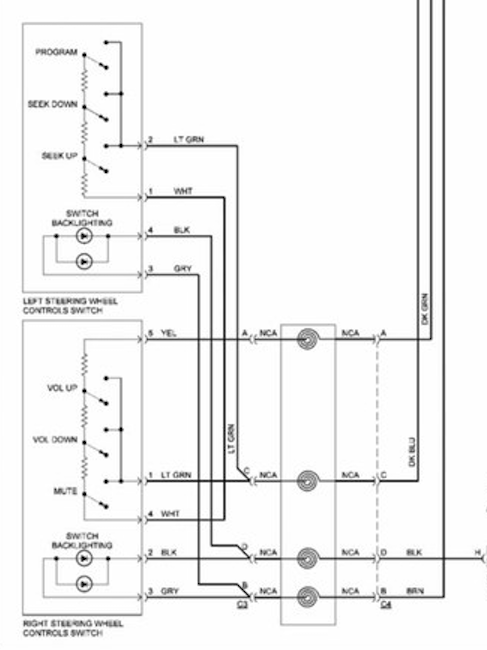 PROGRAM
SEEK DOWN
2 LT GRN
SEEK UP
1 WHT
SWITCH
BACKLIGHTING
4 BLK
3 GRY
LEFT STEERING WHEEL
CONTROLS SWITCH
DK GRN
YEL A NCA NCA A
VOL UP
VOL DOWN
LT GRN
DK BLU
1 LT GRN C NCA NCA C
MUTE
4 WHT
SWITCH
BACKLIGHTING
2 BLK D NCA NCA D BLK H
3 GRY B NCA NCA B BRN
C3 C4
RIGHT STEERING WHEEL
CONTROLS SWITCH